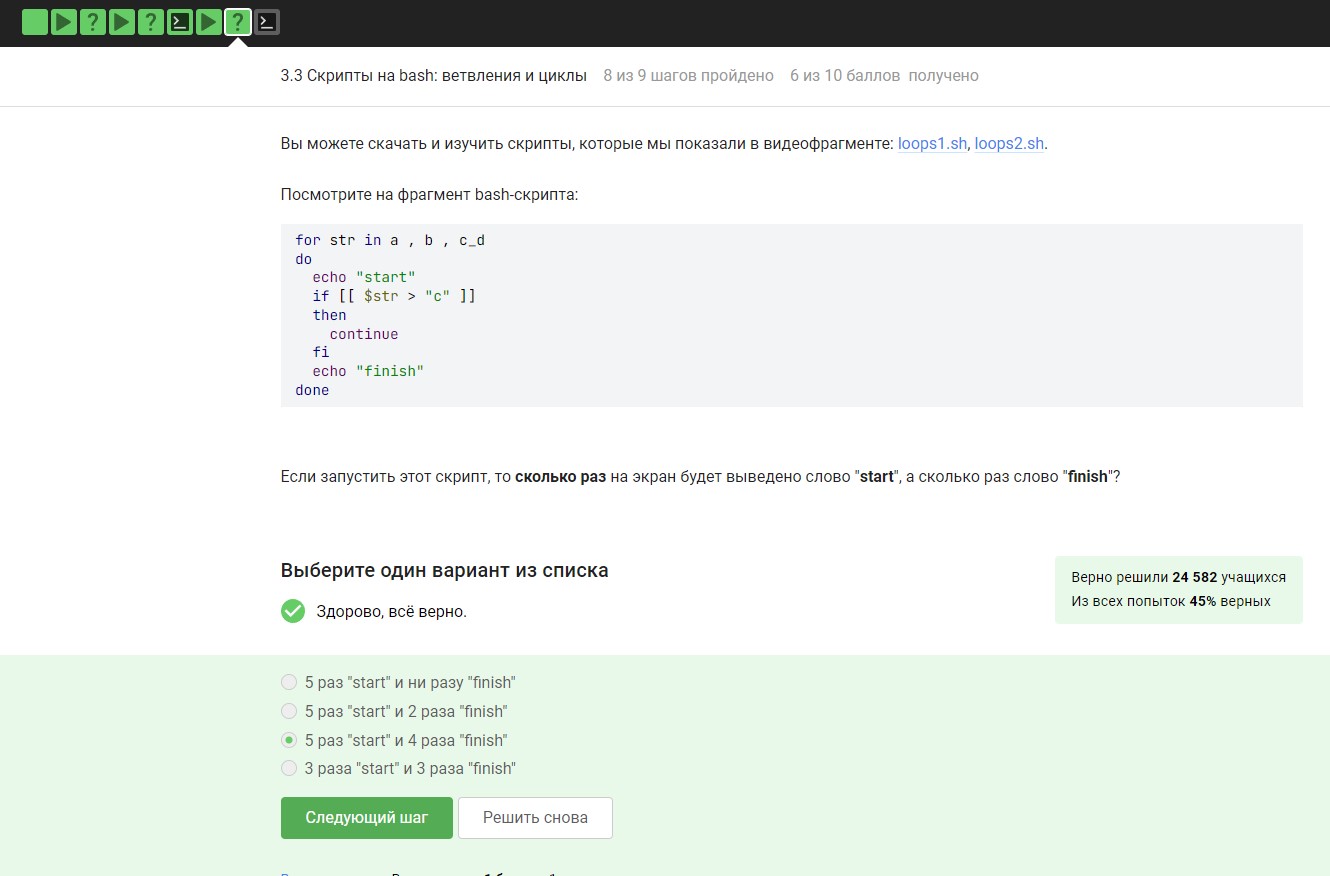 3.3 Скрипты на bash: ветвления и циклы 8 из 9 шагов пройдено 6 из 10 баллов получено
Вы можете скачать и изучить скрипты, которые мы показали в видеофрагменте: loops1.sh, loops2.sh.
Посмотрите на фрагмент bash-скрипта:
for str in a , b , c_d
do
  echo "start"
  if [[ $str > "c" ]]
  then
    continue
  fi
  echo "finish"
done
Если запустить этот скрипт, то сколько раз на экран будет выведено слово "start", а сколько раз слово "finish"?
Выберите один вариант из списка
Здорово, всё верно.
Верно решили 24 582 учащихся
Из всех попыток 45% верных
5 раз "start" и ни разу "finish"
5 раз "start" и 2 раза "finish"
5 раз "start" и 4 раза "finish"
3 раза "start" и 3 раза "finish"
Следующий шаг Решить снова